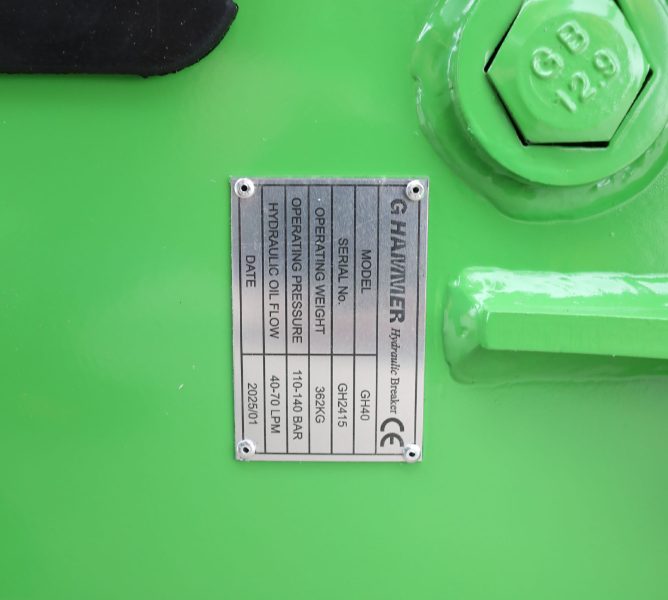 GB
12.9
G HAMMER Hydraulic Breaker CE
MODEL GH40
SERIAL No. GH2415
OPERATING WEIGHT 362KG
OPERATING PRESSURE 110-140 BAR
HYDRAULIC OIL FLOW 40-70 LPM
DATE 2025/01